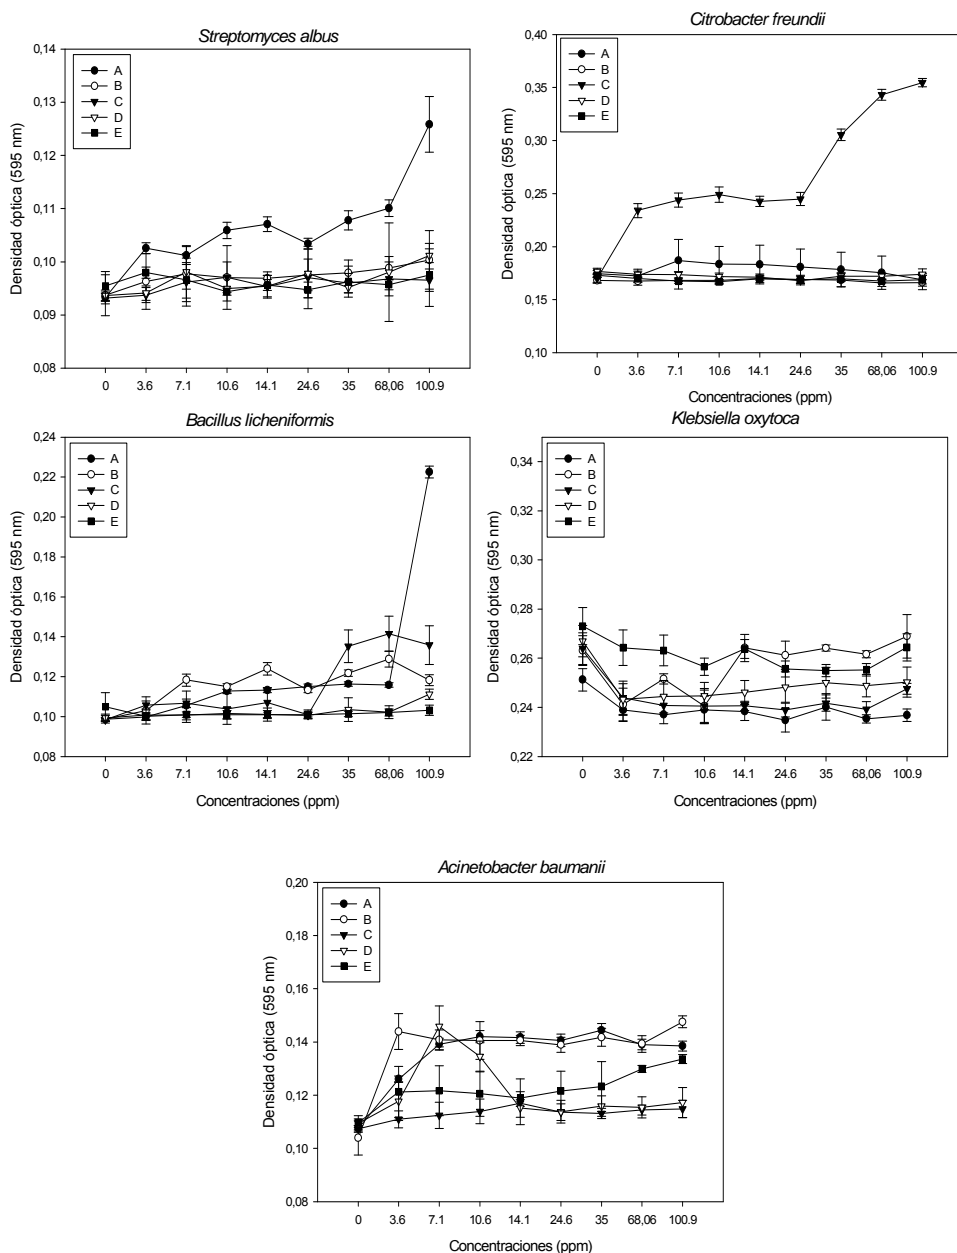 Streptomyces albus
Densidad óptica (595 nm)
0,14
0,13
0,12
0,11
0,10
0,09
0,08
A
B
C
D
E
0 3.6 7.1 10.6 14.1 24.6 35 68,06 100.9
Citrobacter freundii
Densidad óptica (595 nm)
0,40
0,35
0,30
0,25
0,20
0,15
0,10
A
B
C
D
E
0 3.6 7.1 10.6 14.1 24.6 35 68,06 100.9
Concentraciones (ppm)
Bacillus licheniformis
Densidad óptica (595 nm)
0,24
0,22
0,20
0,18
0,16
0,14
0,12
0,10
0,08
A
B
C
D
E
0 3.6 7.1 10.6 14.1 24.6 35 68,06 100.9
Concentraciones (ppm)
Klebsiella oxytoca
Densidad óptica (595 nm)
0,34
0,32
0,30
0,28
0,26
0,24
0,22
A
B
C
D
E
0 3.6 7.1 10.6 14.1 24.6 35 68,06 100.9
Concentraciones (ppm)
Acinetobacter baumanii
Densidad óptica (595 nm)
0,20
0,18
0,16
0,14
0,12
0,10
0,08
A
B
C
D
E
0 3.6 7.1 10.6 14.1 24.6 35 68,06 100.9
Concentraciones (ppm)